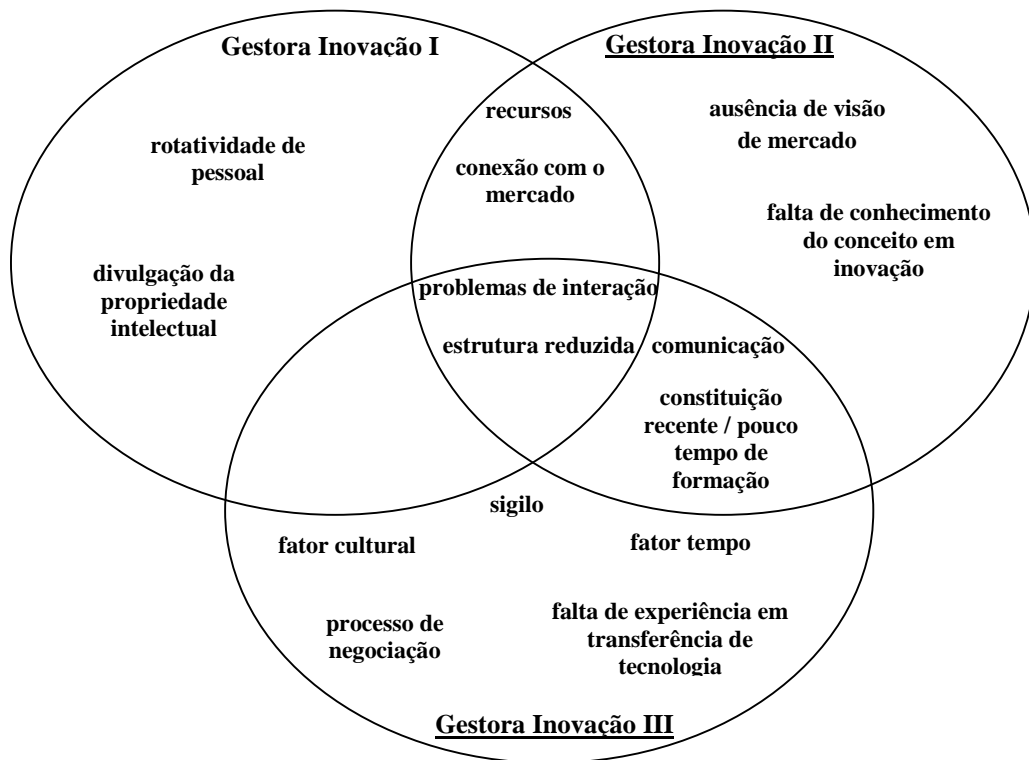 Gestora Inovação I
Gestora Inovação II
recursos
ausência de visão
de mercado
rotatividade de
pessoal
conexão com o
mercado
falta de conhecimento
do conceito em
inovação
divulgação da
propriedade
intelectual
problemas de interação
estrutura reduzida
comunicação
constituição
recente / pouco
tempo de
formação
sigilo
fator cultural
fator tempo
processo de
negociação
falta de experiência em
transferência de
tecnologia
Gestora Inovação III